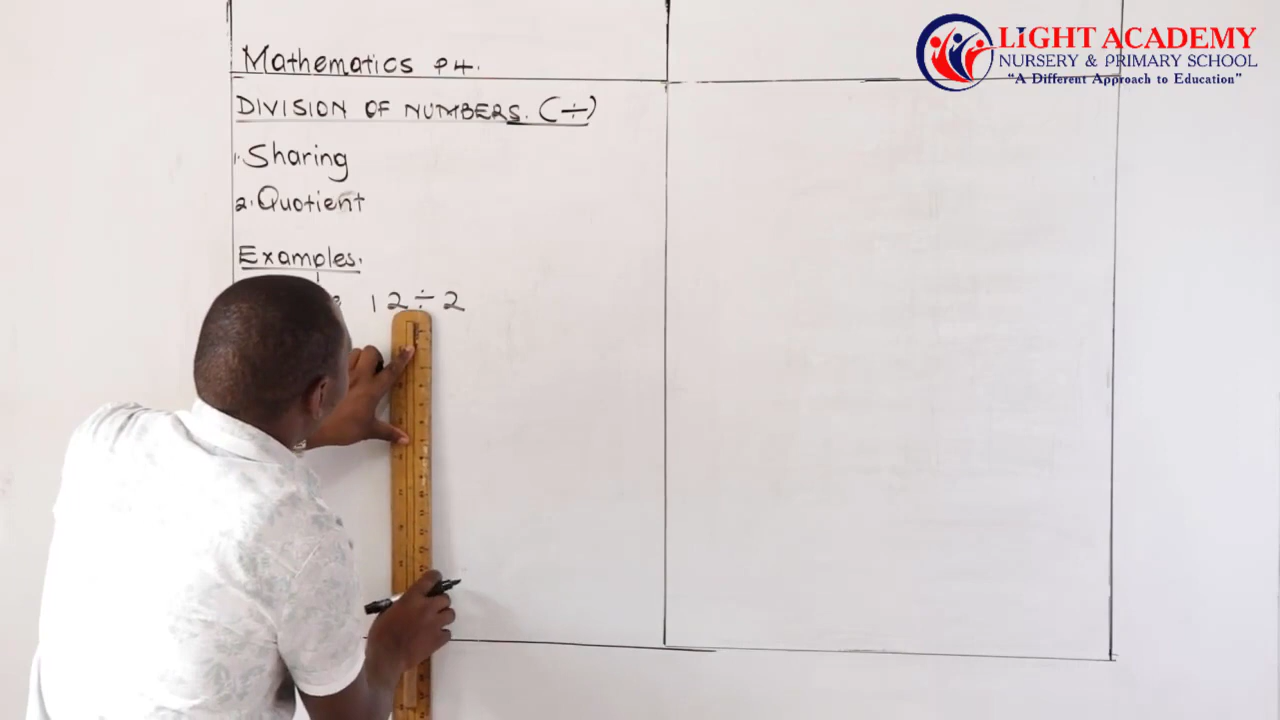 LIGHT ACADEMY
NURSERY & PRIMARY SCHOOL
"A Different Approach to Education"
Mathematics P4.
DIVISION OF NUMBERS. (÷)
1. Sharing
2. Quotient
Examples.
12÷2